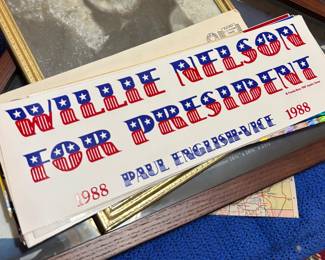 WILLIE NELSON
FOR PRESIDENT
1988 PAUL ENGLISH-VICE 1988